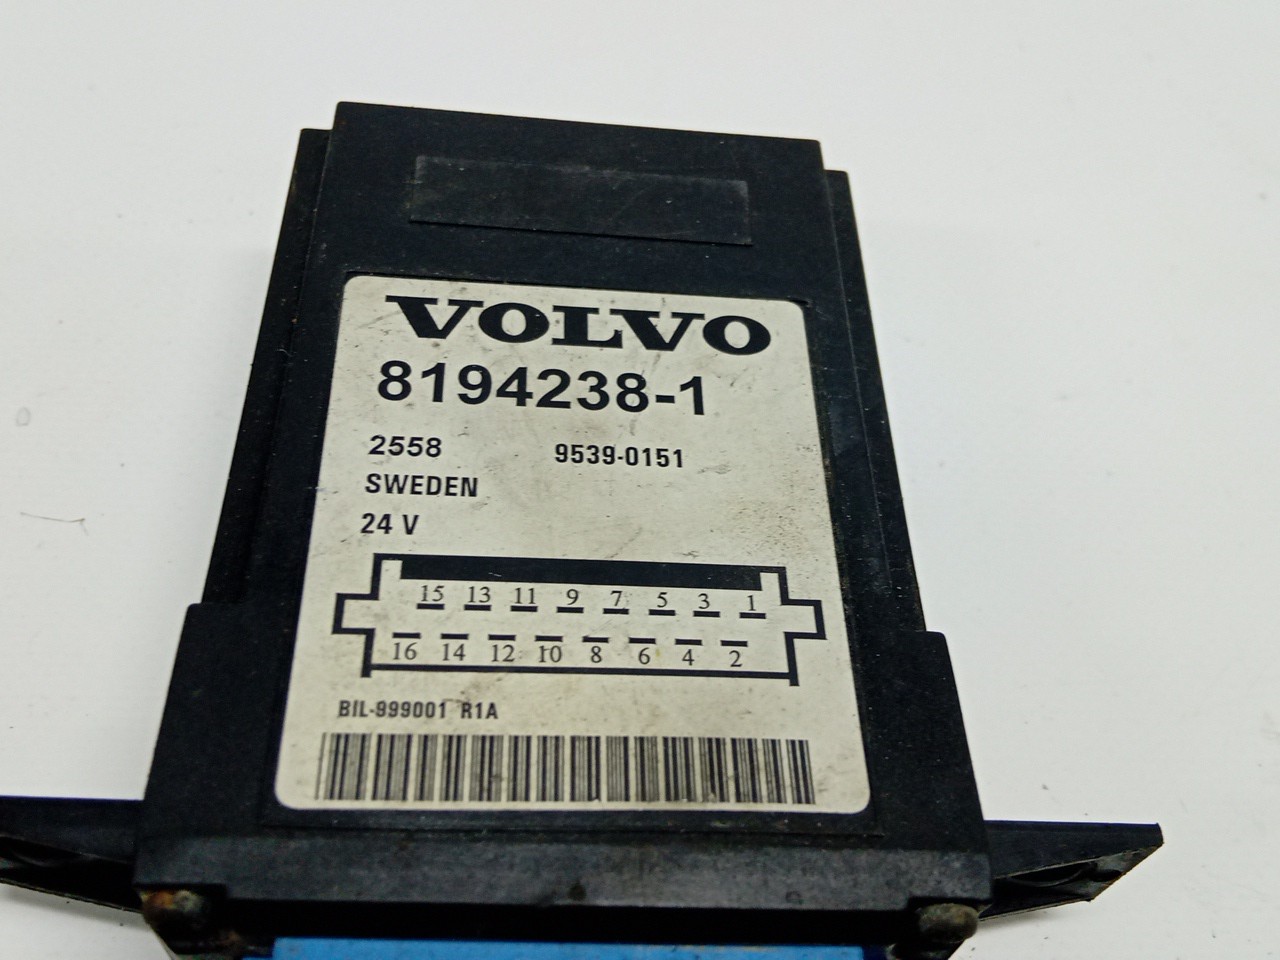 VOLVO
8194238-1
2558 9539-0151
SWEDEN
24 V
15 13 11 9 7 5 3 1
16 14 12 10 8 6 4 2
BIL-999001 R1A